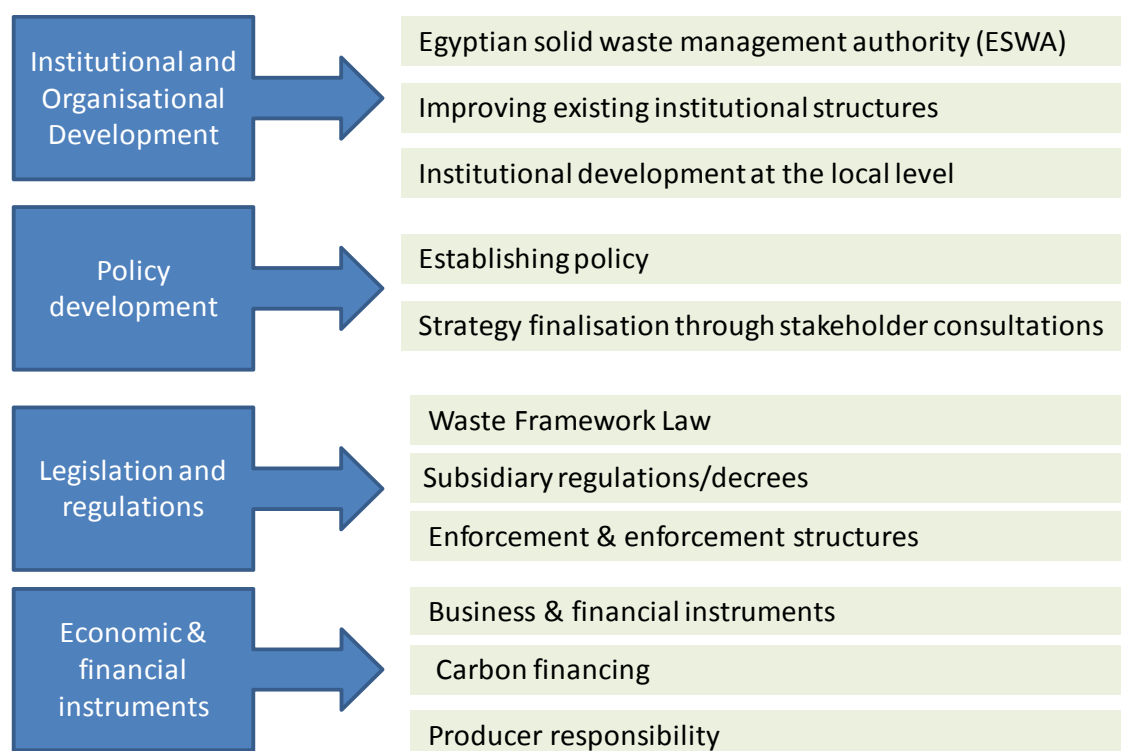 Institutional and
Organisational
Development
Egyptian solid waste management authority (ESWA)
Improving existing institutional structures
Institutional development at the local level
Policy
development
Establishing policy
Strategy finalisation through stakeholder consultations
Legislation and
regulations
Waste Framework Law
Subsidiary regulations/decrees
Enforcement & enforcement structures
Economic &
financial
instruments
Business & financial instruments
Carbon financing
Producer responsibility